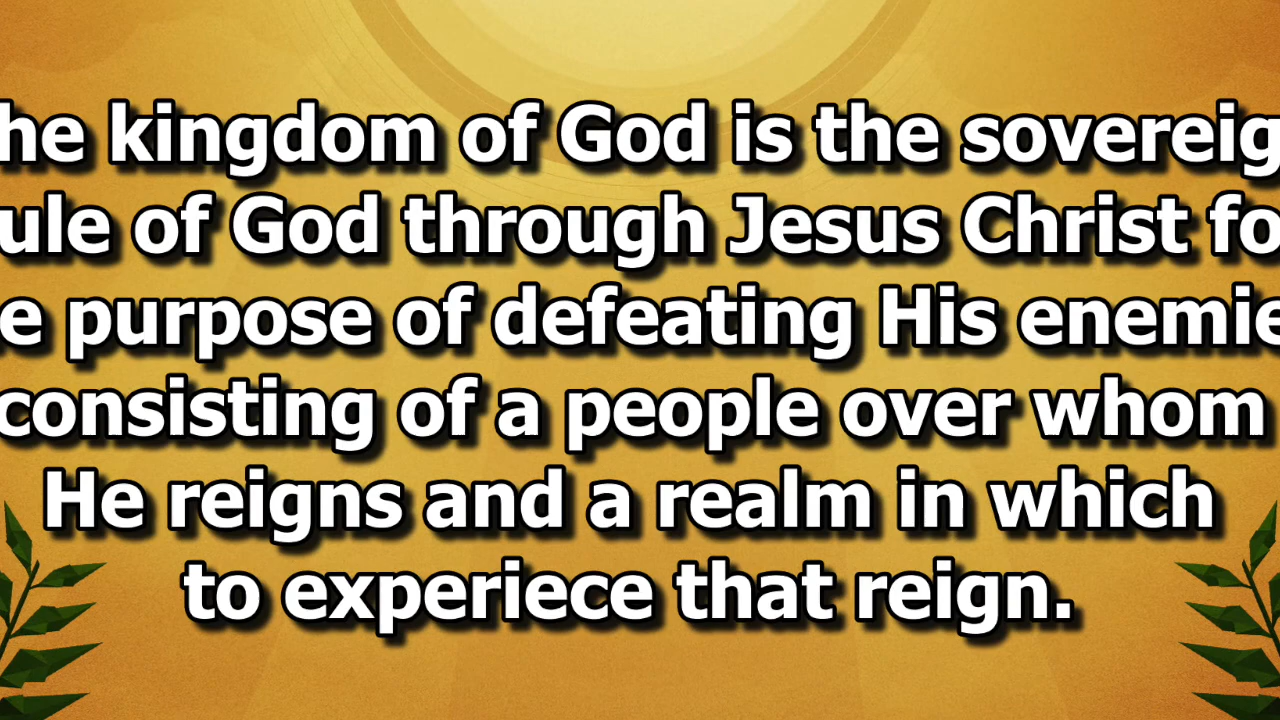 he kingdom of God is the sovereig
ule of God through Jesus Christ fo
e purpose of defeating His enemie
consisting of a people over whom
He reigns and a realm in which
to experiece that reign.